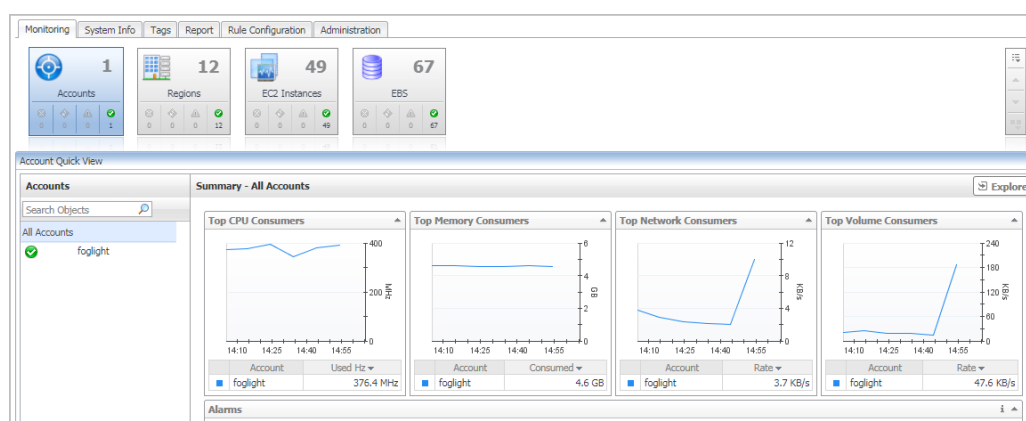 Monitoring System Info Tags Report Rule Configuration Administration
1 12 49 67
Accounts Regions EC2 Instances EBS
0 0 0 1 0 0 0 12 0 0 0 49 0 0 0 67
Account Quick View
Accounts Summary - All Accounts Explore
Search Objects
All Accounts
foglight
Top CPU Consumers
400
200
0
MHz
14:10 14:25 14:40 14:55
Account Used Hz
foglight 376.4 MHz
Top Memory Consumers
6
4
2
0
GB
14:10 14:25 14:40 14:55
Account Consumed
foglight 4.6 GB
Top Network Consumers
12
8
4
0
KB/s
14:10 14:25 14:40 14:55
Account Rate
foglight 3.7 KB/s
Top Volume Consumers
240
180
120
60
0
KB/s
14:10 14:25 14:40 14:55
Account Rate
foglight 47.6 KB/s
Alarms i